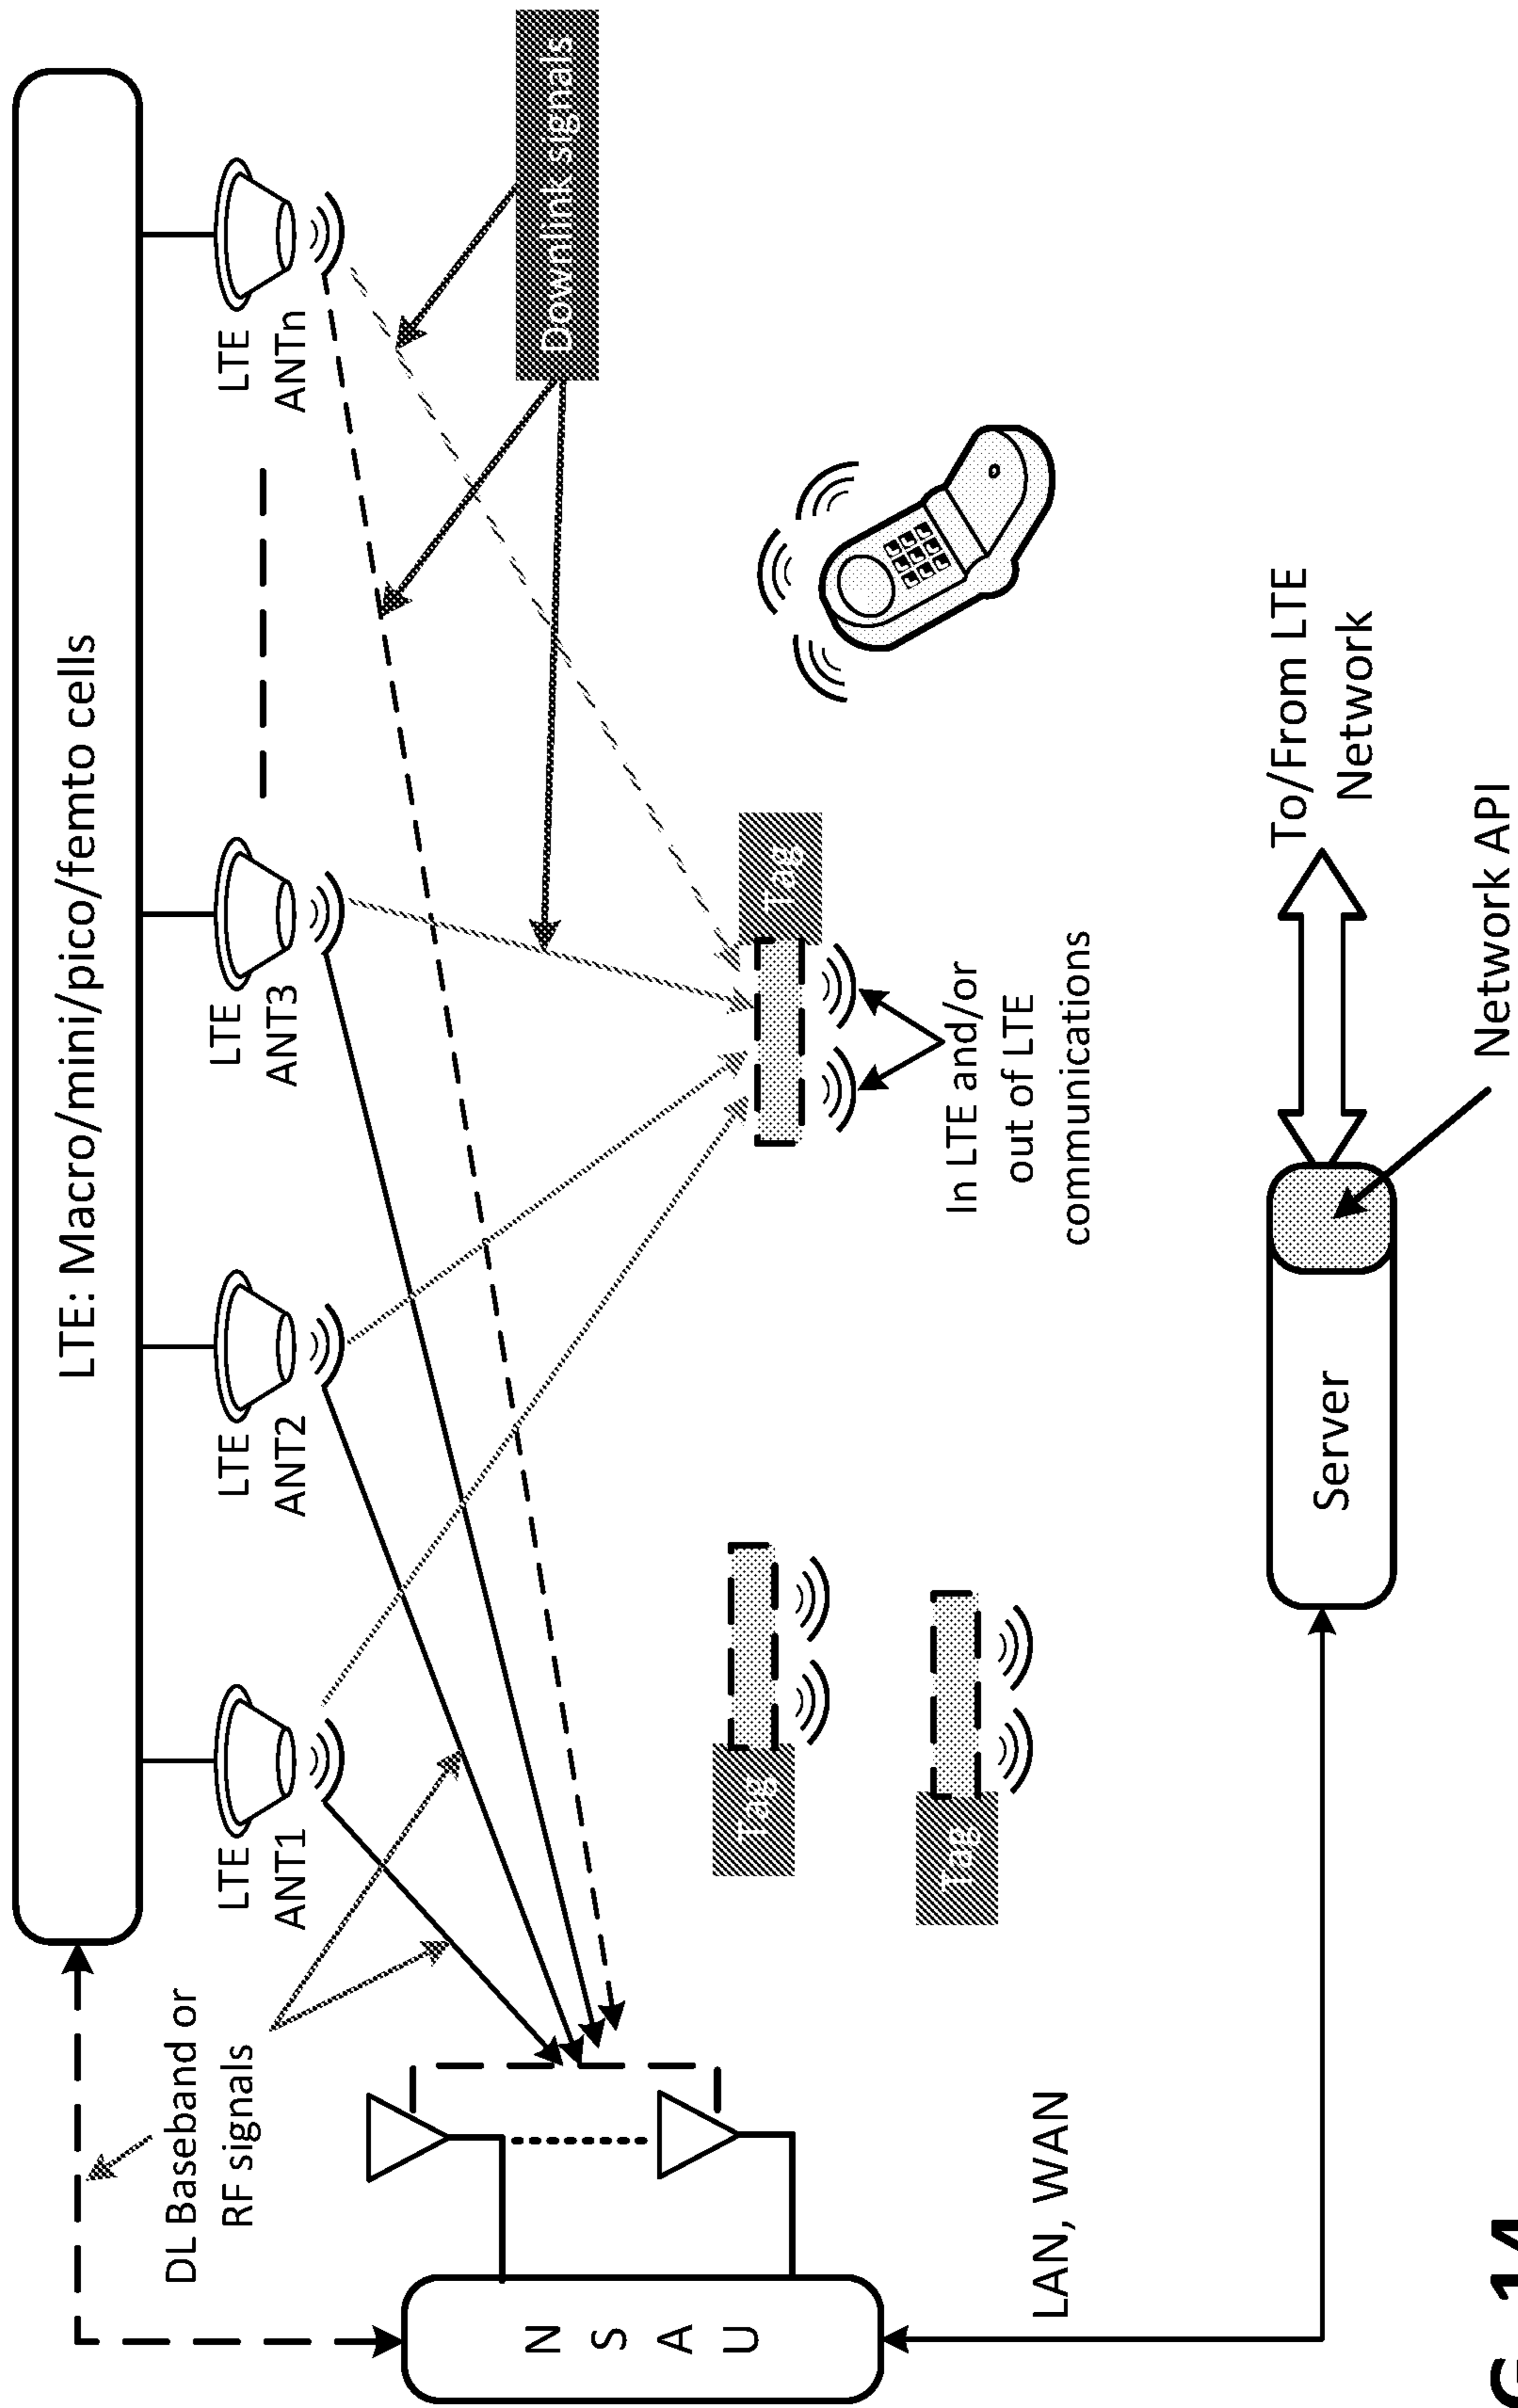 LTE: Macro/mini/pico/femto cells
DL Baseband or
RF signals
LTE
ANT1
LTE
ANT2
LTE
ANT3
LTE
ANTn
Downlink signals
N
S
A
U
Tag
Tag
Tag
In LTE and/or
out of LTE
communications
LAN, WAN
Server
To/From LTE
Network
Network API
G. 14